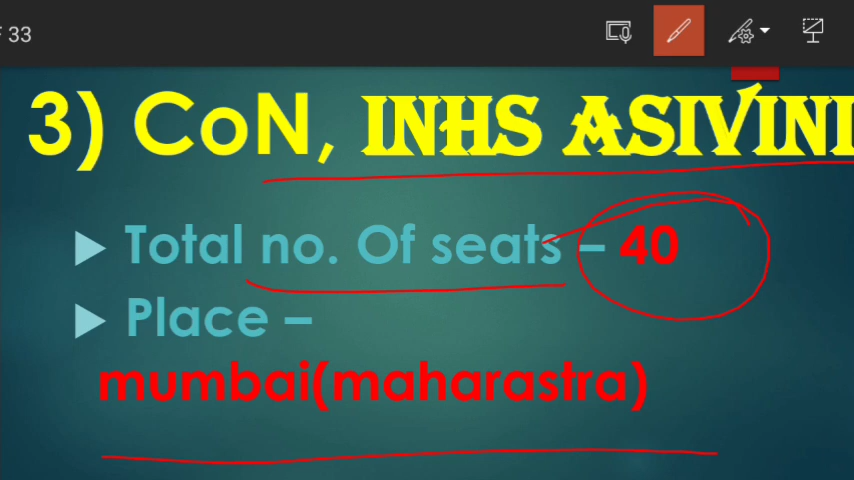 33
3) CoN, INHS ASIVINI
▶ Total no. Of seats – 40
▶ Place –
mumbai(maharastra)